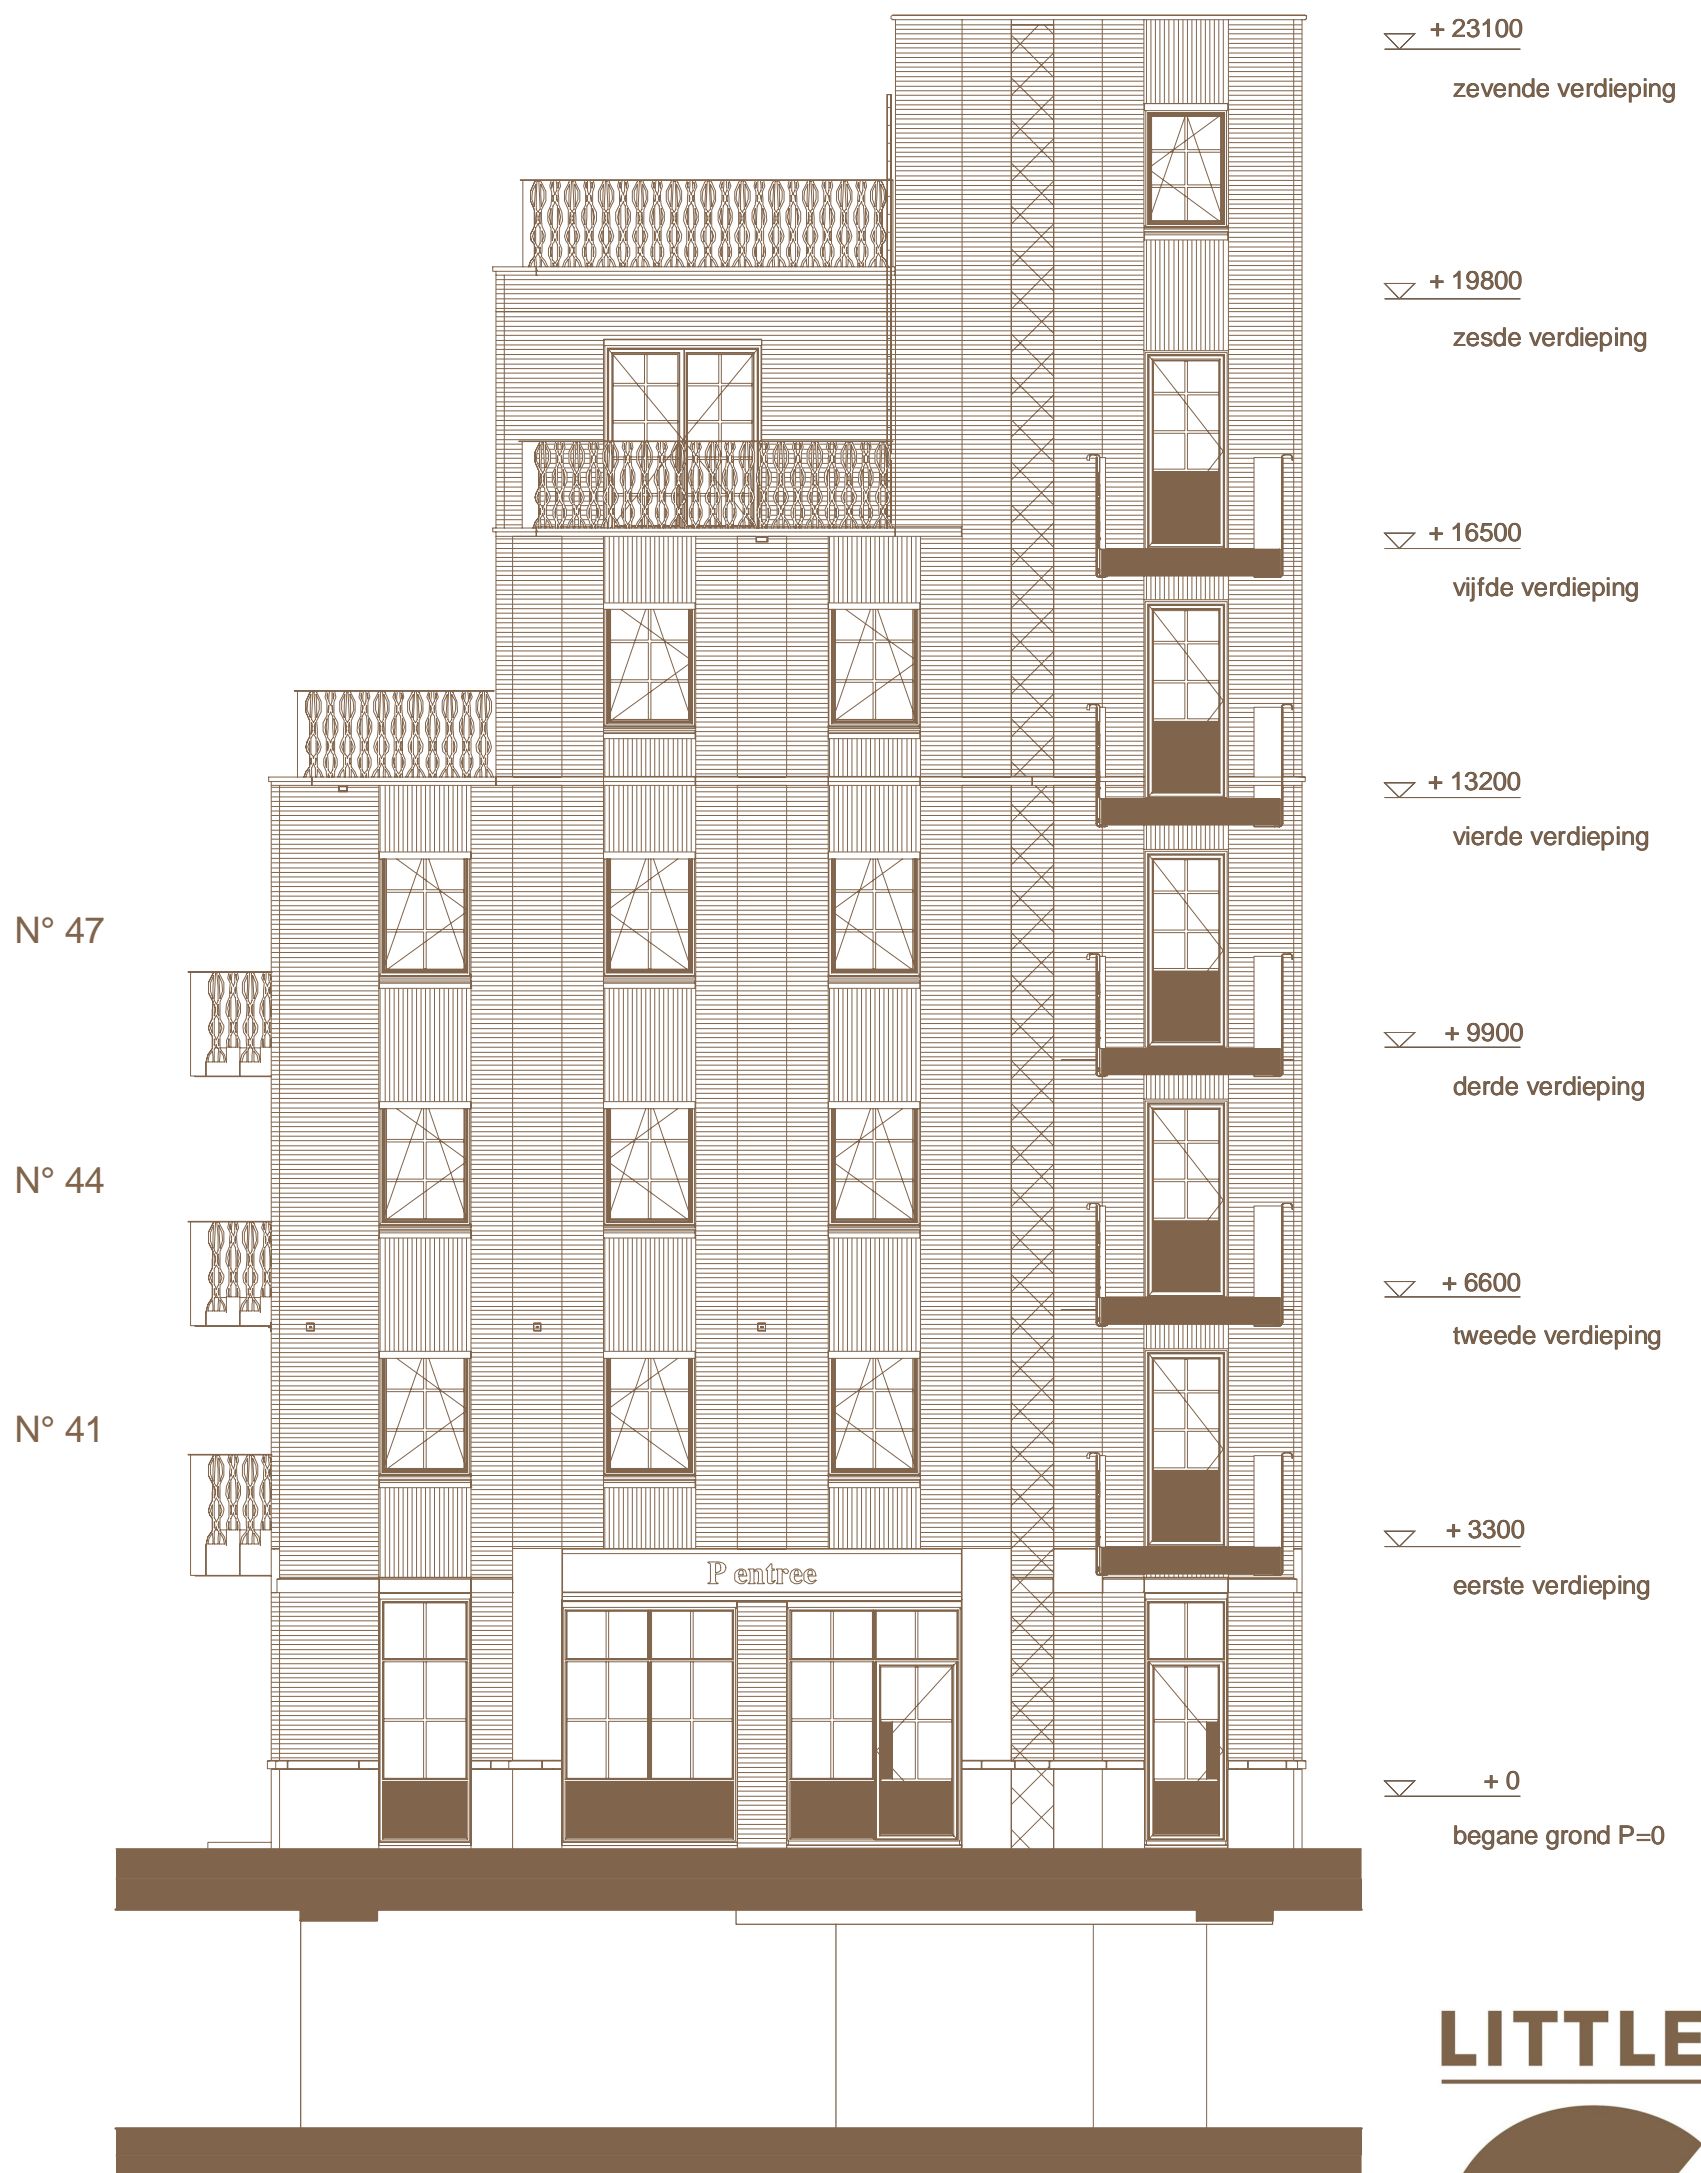 + 23100
zevende verdieping
+ 19800
zesde verdieping
+ 16500
vijfde verdieping
+ 13200
vierde verdieping
N° 47
+ 9900
derde verdieping
N° 44
+ 6600
tweede verdieping
N° 41
+ 3300
P entree
eerste verdieping
+ 0
begane grond P=0
LITTLE